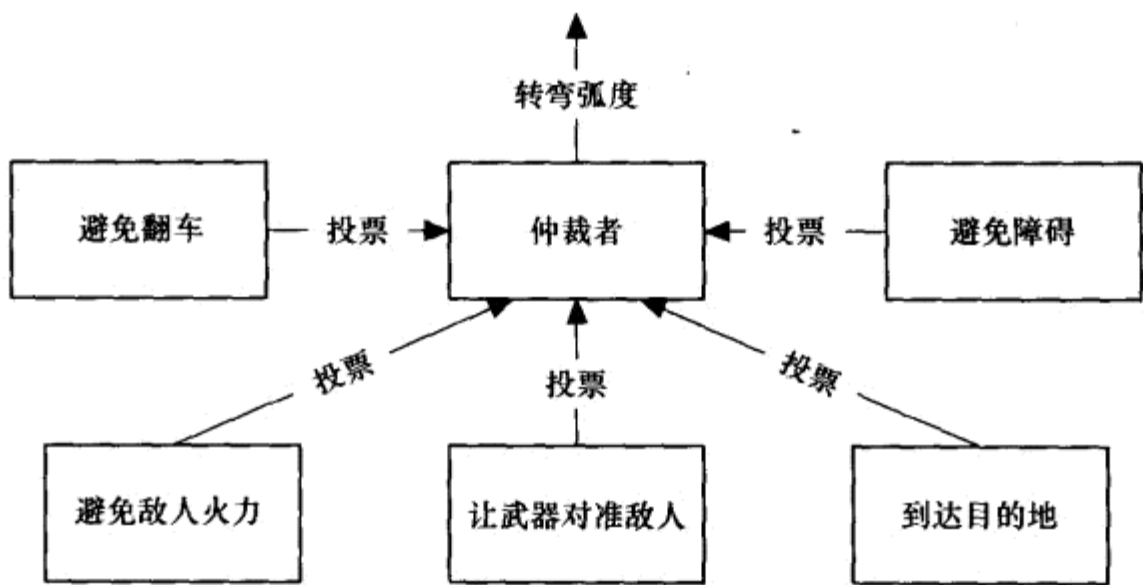 转弯弧度
避免翻车
投票
仲裁者
投票
避免障碍
投票
投票
投票
避免敌人火力
让武器对准敌人
到达目的地